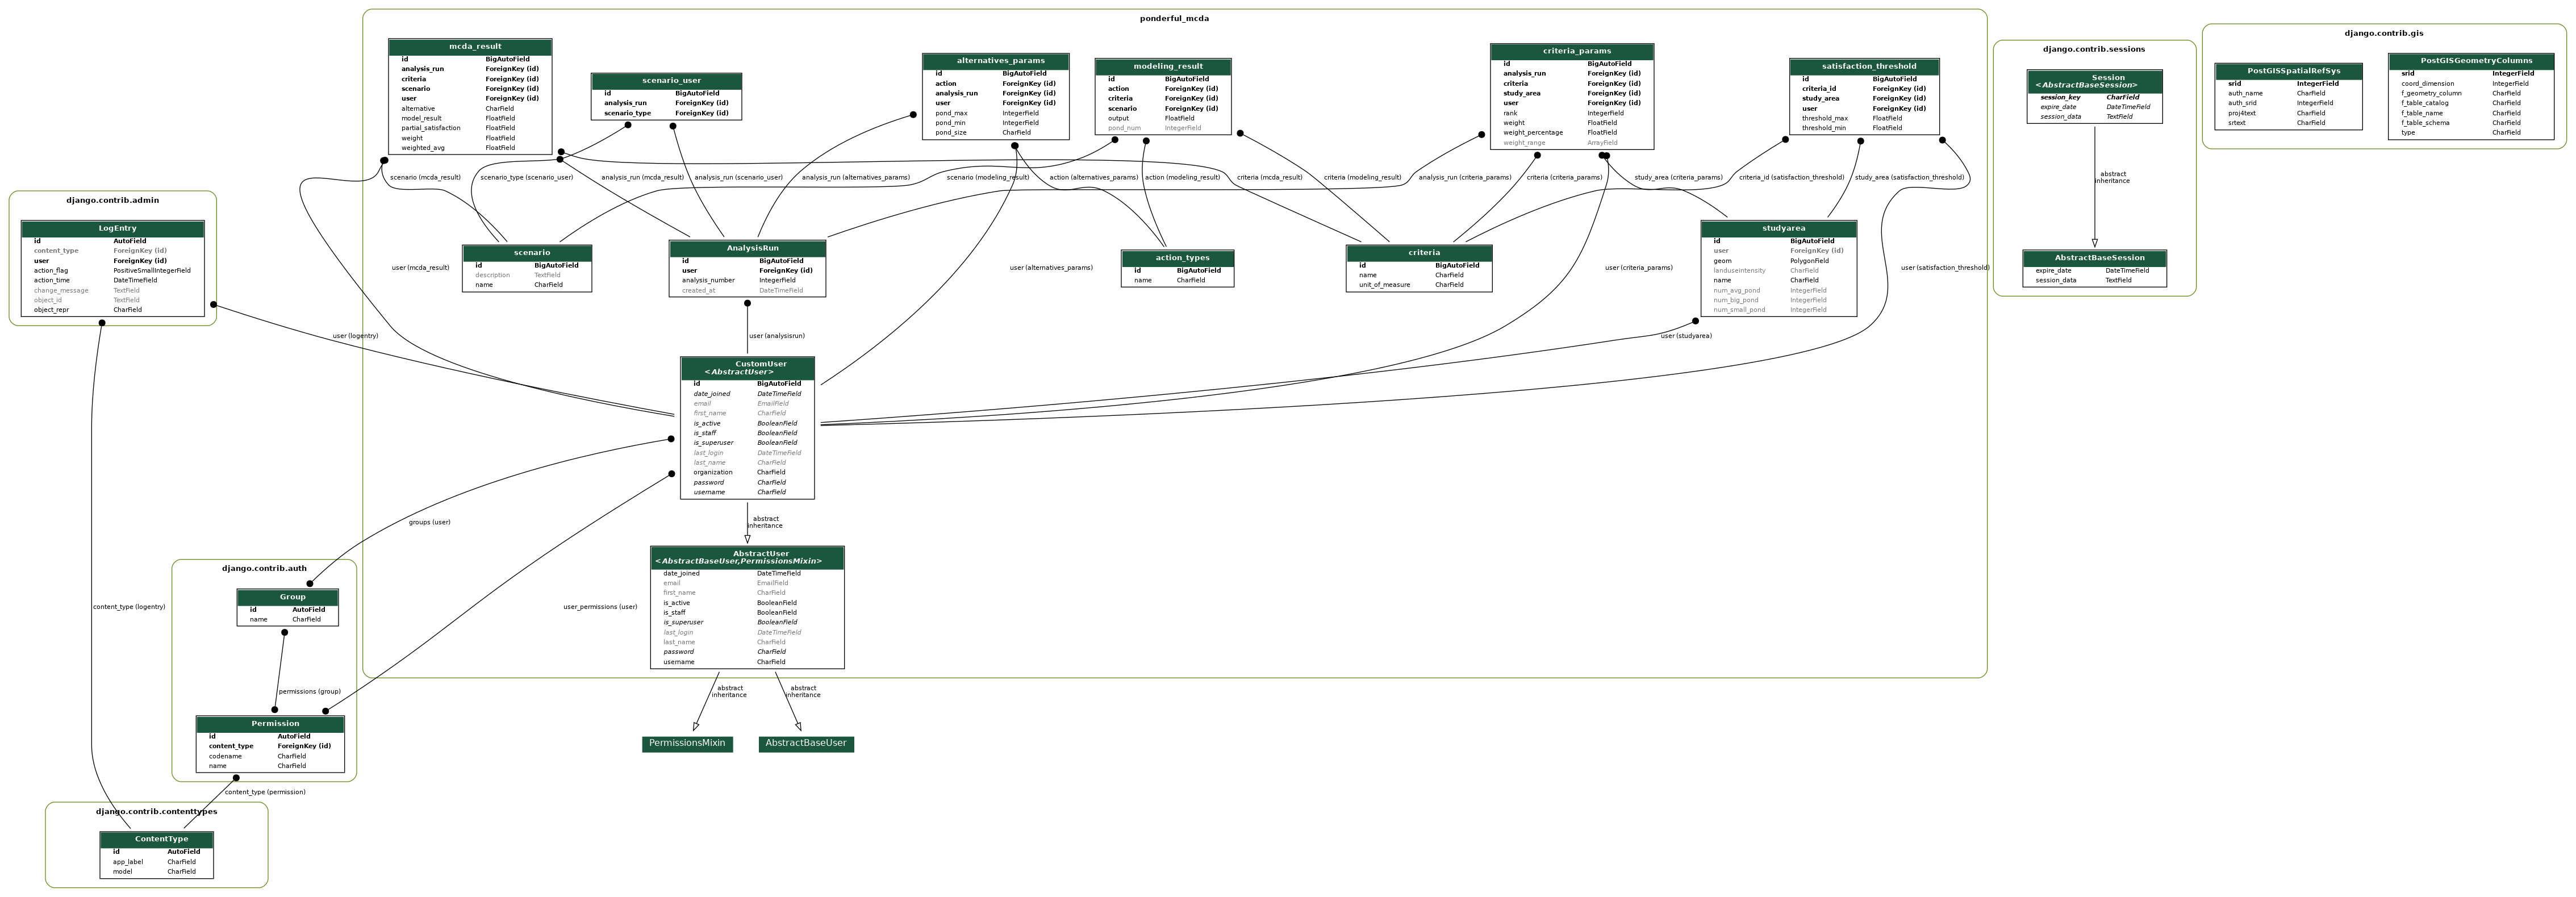 ponderful_mcda
mcda_result
id BigAutoField
analysis_run ForeignKey (id)
criteria ForeignKey (id)
scenario ForeignKey (id)
user ForeignKey (id)
alternative CharField
model_result FloatField
partial_satisfaction FloatField
weight FloatField
weighted_avg FloatField
scenario_user
id BigAutoField
analysis_run ForeignKey (id)
scenario_type ForeignKey (id)
alternatives_params
id BigAutoField
action ForeignKey (id)
analysis_run ForeignKey (id)
user ForeignKey (id)
pond_max IntegerField
pond_min IntegerField
pond_size CharField
modeling_result
id BigAutoField
action ForeignKey (id)
criteria ForeignKey (id)
scenario ForeignKey (id)
output FloatField
pond_num IntegerField
criteria_params
id BigAutoField
analysis_run ForeignKey (id)
criteria ForeignKey (id)
study_area ForeignKey (id)
user ForeignKey (id)
rank IntegerField
weight FloatField
weight_percentage FloatField
weight_range ArrayField
satisfaction_threshold
id BigAutoField
criteria_id ForeignKey (id)
study_area ForeignKey (id)
user ForeignKey (id)
threshold_max FloatField
threshold_min FloatField
django.contrib.sessions
Session
<AbstractBaseSession>
session_key CharField
expire_date DateTimeField
session_data TextField
abstract
inheritance
AbstractBaseSession
expire_date DateTimeField
session_data TextField
django.contrib.gis
PostGISSpatialRefSys
srid IntegerField
auth_name CharField
auth_srid IntegerField
proj4text CharField
srtext CharField
PostGISGeometryColumns
srid IntegerField
coord_dimension IntegerField
f_geometry_column CharField
f_table_catalog CharField
f_table_name CharField
f_table_schema CharField
type CharField
scenario (mcda_result)
scenario_type (scenario_user)
analysis_run (mcda_result)
analysis_run (scenario_user)
analysis_run (alternatives_params)
scenario (modeling_result)
action (alternatives_params)
action (modeling_result)
criteria (mcda_result)
criteria (modeling_result)
analysis_run (criteria_params)
criteria (criteria_params)
study_area (criteria_params)
criteria_id (satisfaction_threshold)
study_area (satisfaction_threshold)
django.contrib.admin
LogEntry
id AutoField
content_type ForeignKey (id)
user ForeignKey (id)
action_flag PositiveSmallIntegerField
action_time DateTimeField
change_message TextField
object_id TextField
object_repr CharField
scenario
id BigAutoField
description TextField
name CharField
AnalysisRun
id BigAutoField
user ForeignKey (id)
analysis_number IntegerField
created_at DateTimeField
action_types
id BigAutoField
name CharField
criteria
id BigAutoField
name CharField
unit_of_measure CharField
studyarea
id BigAutoField
user ForeignKey (id)
geom PolygonField
landuseintensity CharField
name CharField
num_avg_pond IntegerField
num_big_pond IntegerField
num_small_pond IntegerField
user (mcda_result)
user (alternatives_params)
user (criteria_params)
user (satisfaction_threshold)
user (logentry)
user (analysisrun)
user (studyarea)
CustomUser
<AbstractUser>
id BigAutoField
date_joined DateTimeField
email EmailField
first_name CharField
is_active BooleanField
is_staff BooleanField
is_superuser BooleanField
last_login DateTimeField
last_name CharField
organization CharField
password CharField
username CharField
groups (user)
abstract
inheritance
AbstractUser
<AbstractBaseUser,PermissionsMixin>
date_joined DateTimeField
email EmailField
first_name CharField
is_active BooleanField
is_staff BooleanField
is_superuser BooleanField
last_login DateTimeField
last_name CharField
password CharField
username CharField
content_type (logentry)
user_permissions (user)
django.contrib.auth
Group
id AutoField
name CharField
permissions (group)
Permission
id AutoField
content_type ForeignKey (id)
codename CharField
name CharField
abstract
inheritance
abstract
inheritance
PermissionsMixin
AbstractBaseUser
content_type (permission)
django.contrib.contenttypes
ContentType
id AutoField
app_label CharField
model CharField